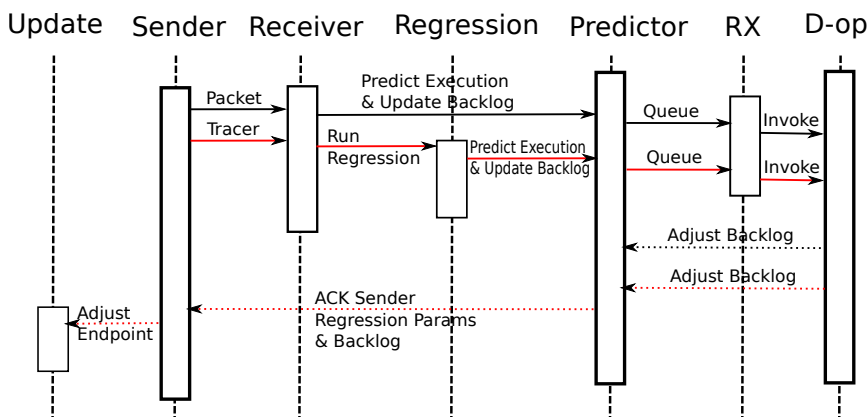 Update Sender Receiver Regression Predictor RX D-op
Predict Execution
& Update Backlog
Packet
Queue
Invoke
Tracer
Run
Regression
Predict Execution
& Update Backlog
Queue
Invoke
Adjust Backlog
Adjust Backlog
ACK Sender
Regression Params
& Backlog
Adjust
Endpoint